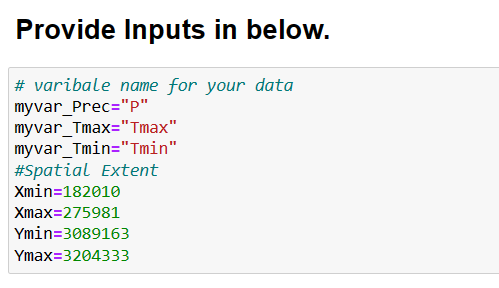 Provide Inputs in below.
# varibale name for your data
myvar_Prec="P"
myvar_Tmax="Tmax"
myvar_Tmin="Tmin"
#Spatial Extent
Xmin=182010
Xmax=275981
Ymin=3089163
Ymax=3204333